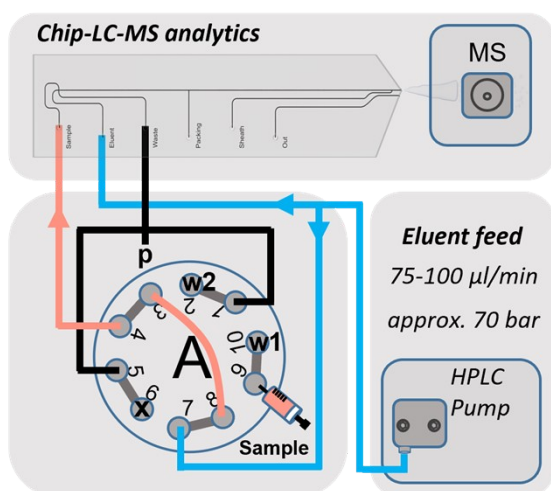 Chip-LC-MS analytics
MS
Sample
Eluent
Waste
Packing
Sheath
Out
p
w2
2
1
3
4
A
10
w1
9
5
6
x
7
8
Sample
Eluent feed
75-100 µl/min
approx. 70 bar
HPLC
Pump